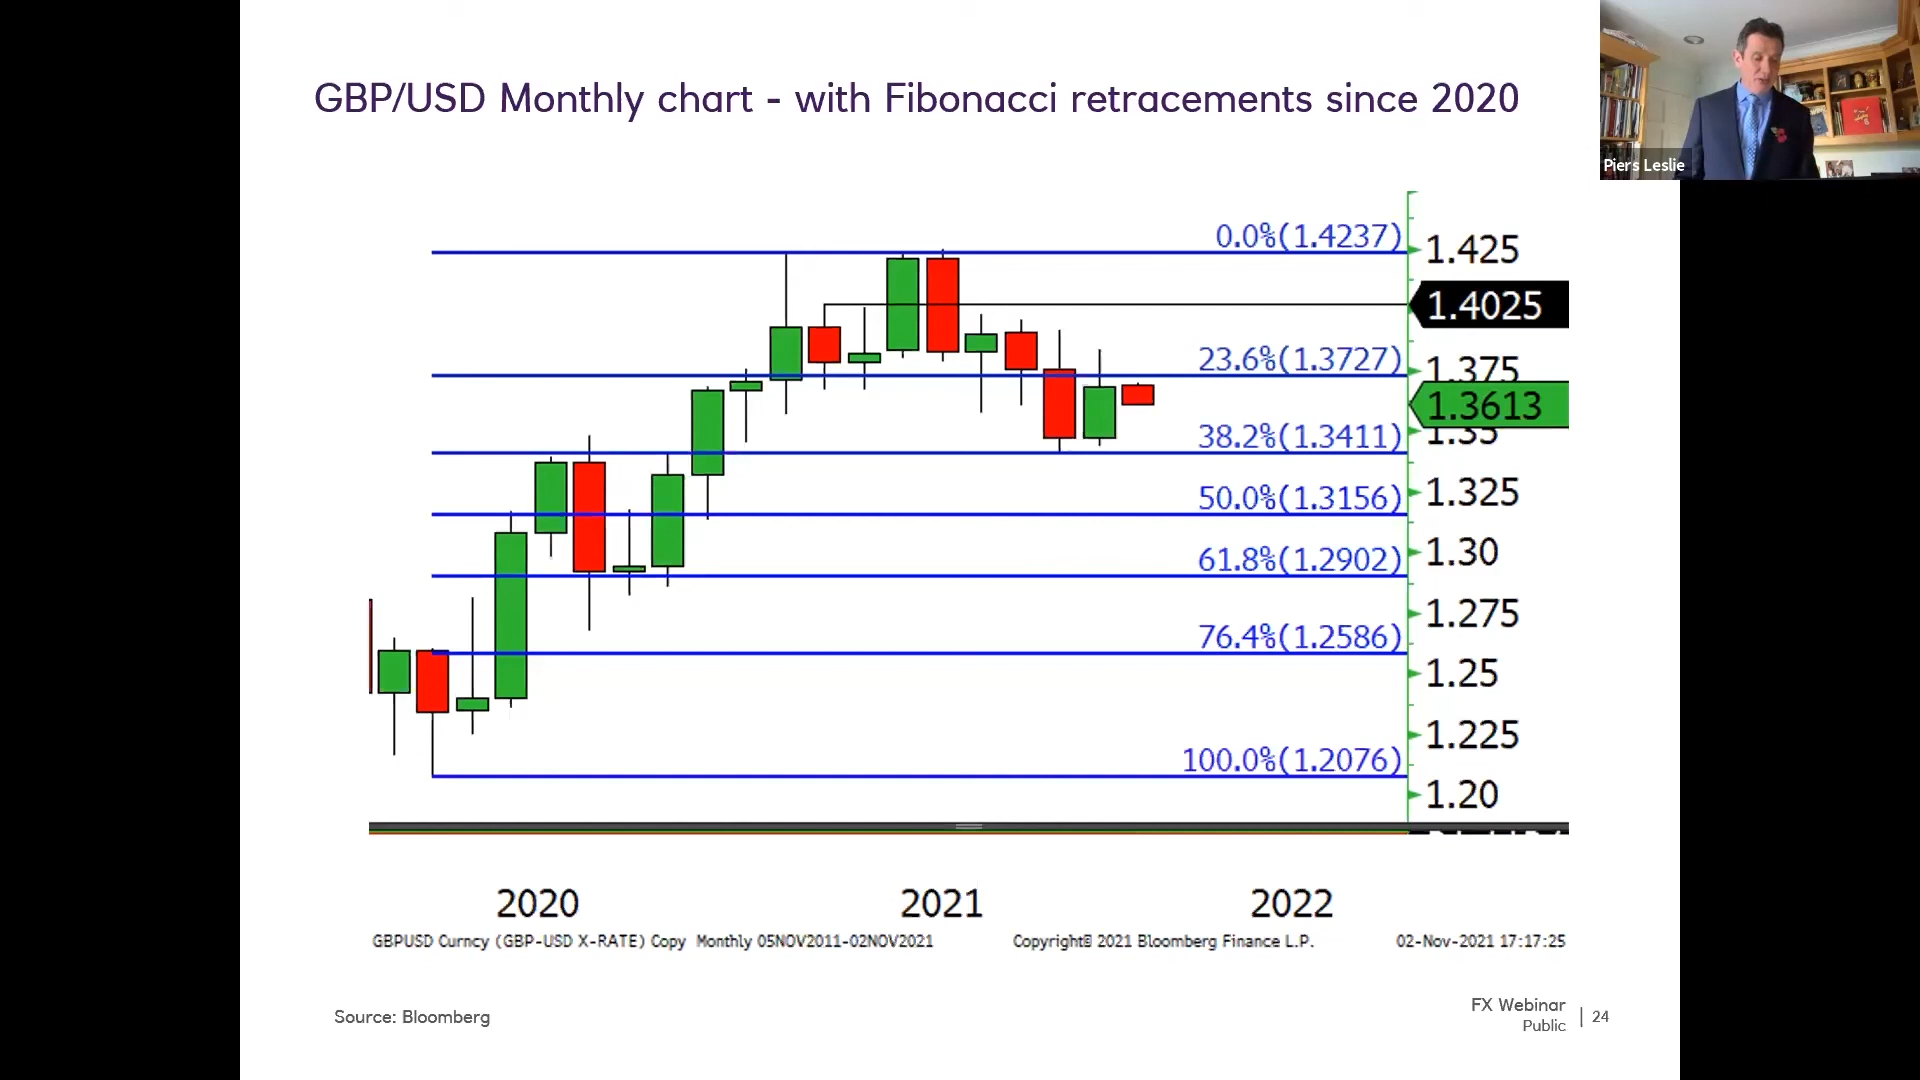 GBP/USD Monthly chart - with Fibonacci retracements since 2020
Piers Leslie
0.0%(1.4237)
1.425
1.4025
23.6%(1.3727)
1.375
1.3613
38.2%(1.3411)
1.35
50.0%(1.3156)
1.325
61.8%(1.2902)
1.30
76.4%(1.2586)
1.275
1.25
1.225
100.0%(1.2076)
1.20
2020 2021 2022
GBPUSD Curncy (GBP-USD X-RATE) Copy Monthly 05NOV2011-02NOV2021 Copyright© 2021 Bloomberg Finance L.P. 02-Nov-2021 17:17:25
Source: Bloomberg
FX Webinar
Public
24